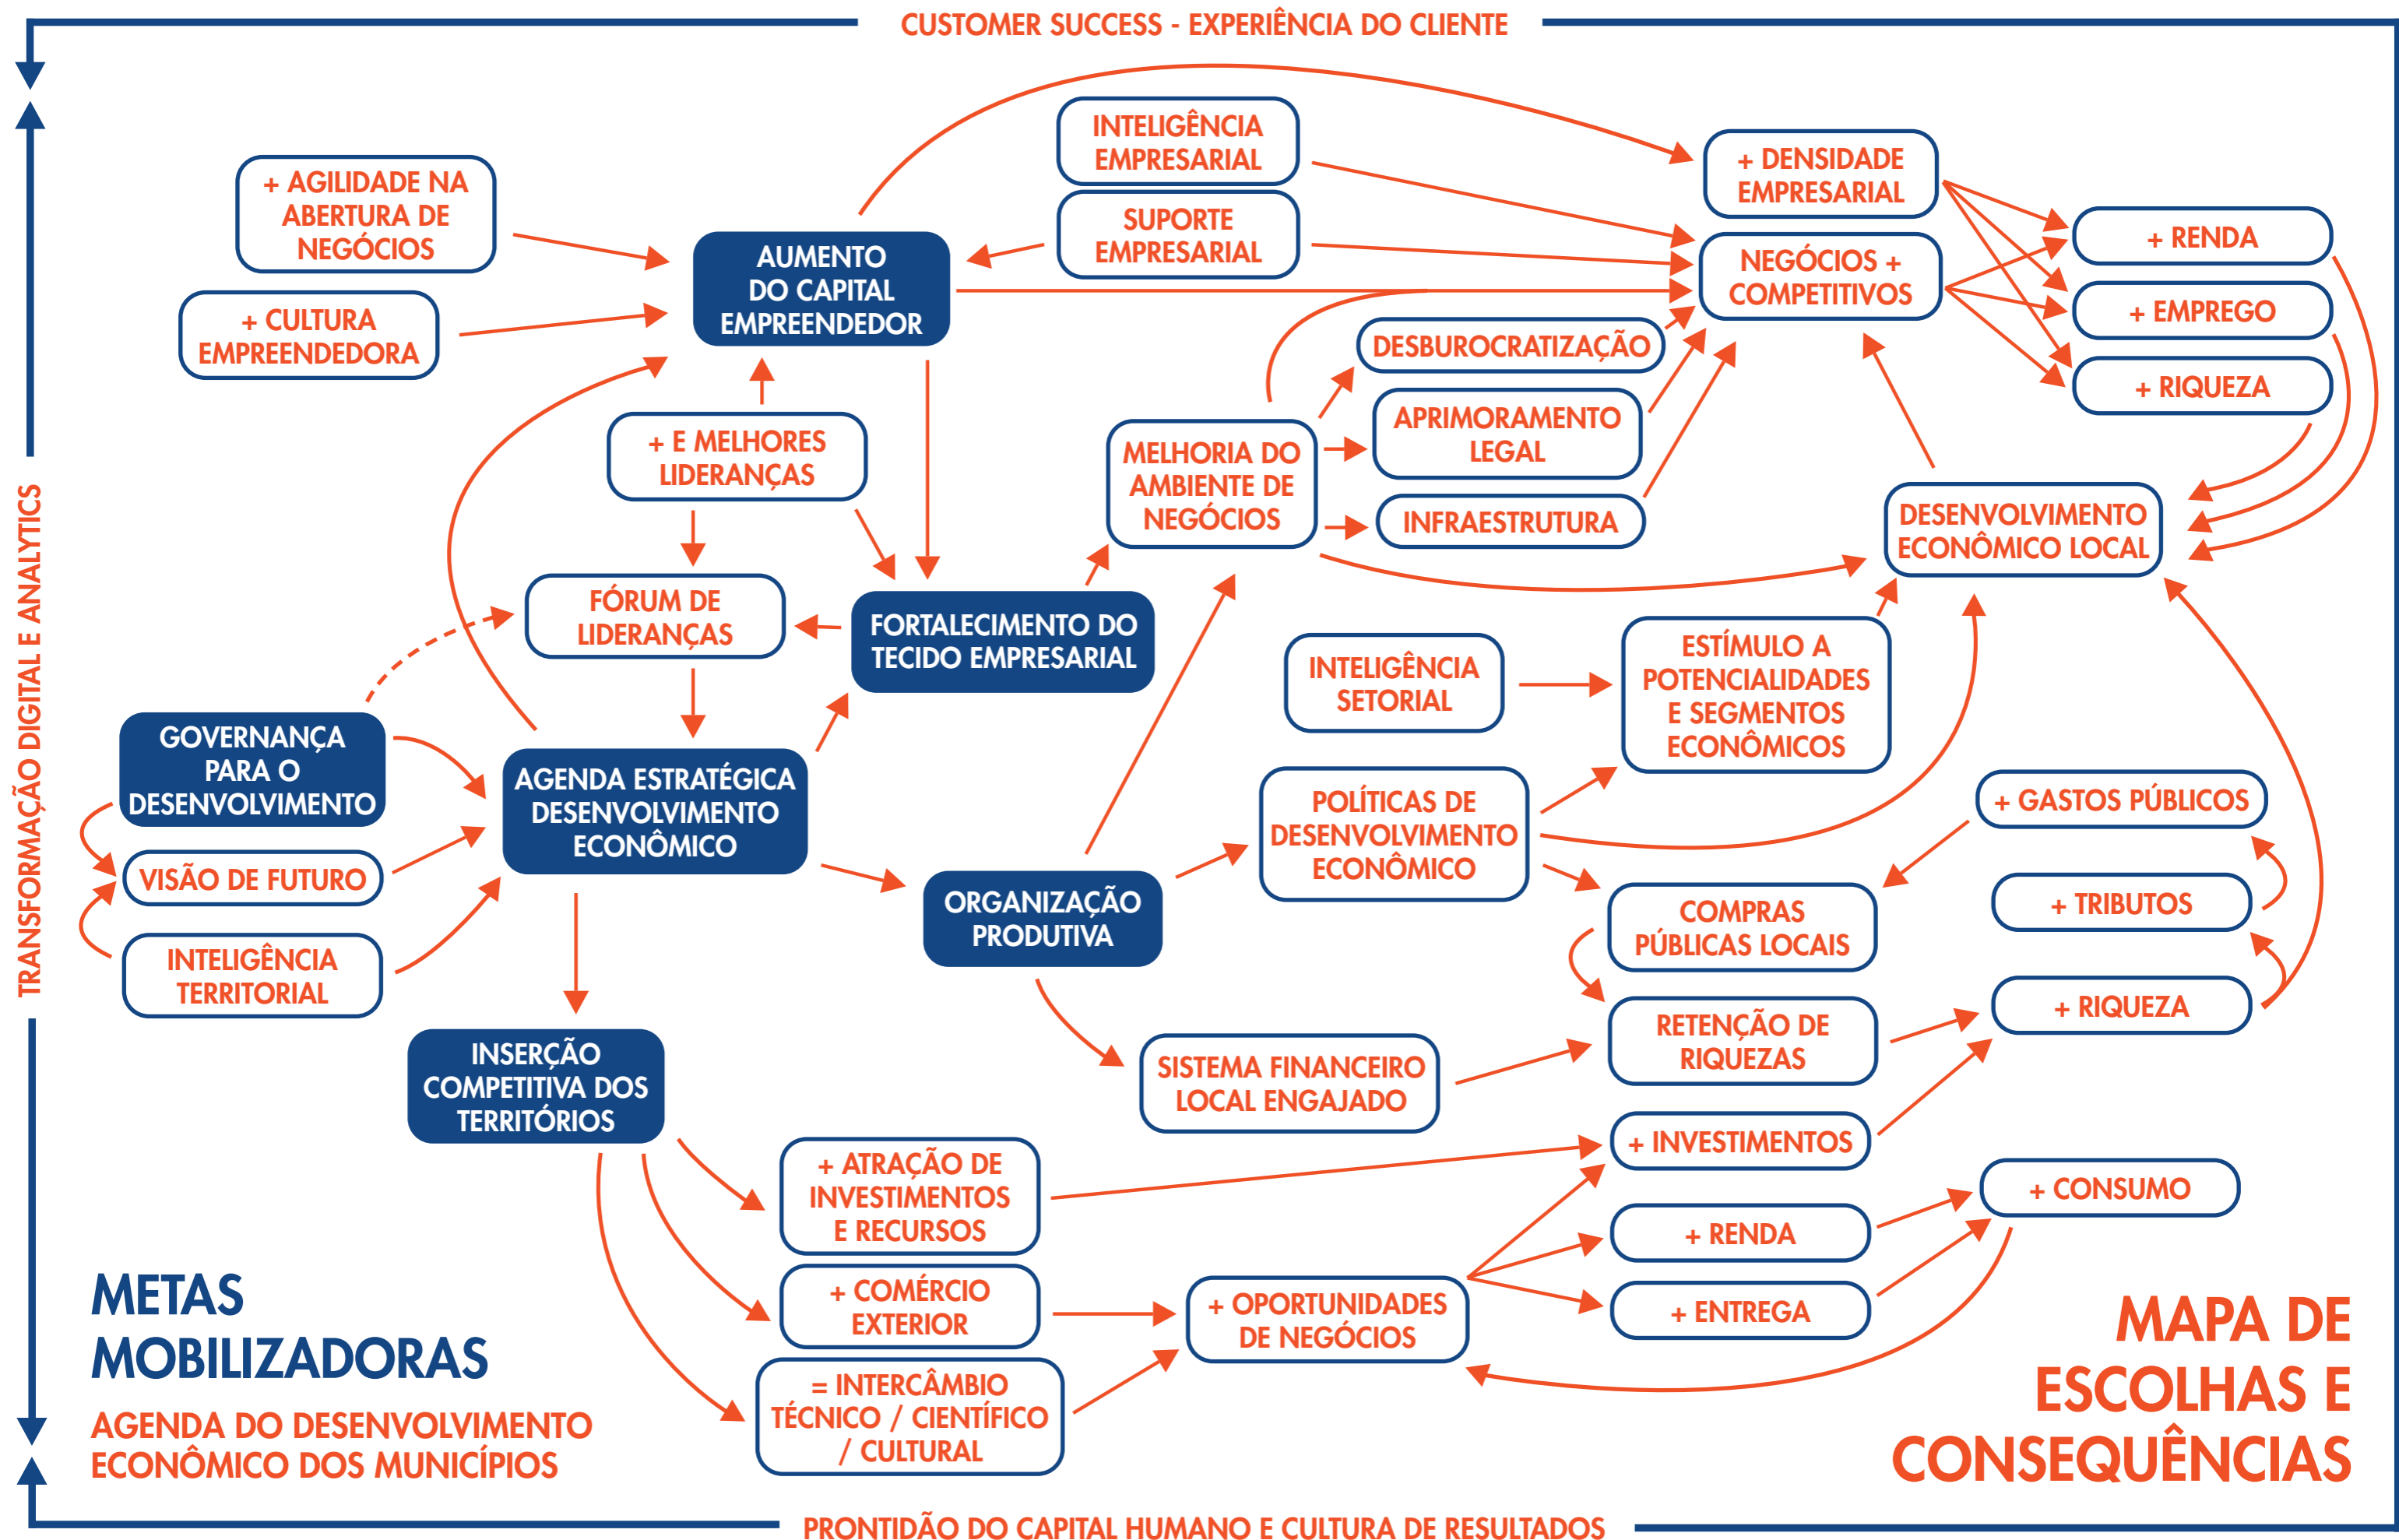 CUSTOMER SUCCESS - EXPERIÊNCIA DO CLIENTE
TRANSFORMAÇÃO DIGITAL E ANALYTICS
+ AGILIDADE NA
ABERTURA DE
NEGÓCIOS
+ CULTURA
EMPREENDEDORA
AUMENTO
DO CAPITAL
EMPREENDEDOR
INTELIGÊNCIA
EMPRESARIAL
SUPORTE
EMPRESARIAL
+ DENSIDADE
EMPRESARIAL
NEGÓCIOS +
COMPETITIVOS
+ RENDA
+ EMPREGO
+ RIQUEZA
DESBUROCRATIZAÇÃO
APRIMORAMENTO
LEGAL
INFRAESTRUTURA
+ E MELHORES
LIDERANÇAS
MELHORIA DO
AMBIENTE DE
NEGÓCIOS
DESENVOLVIMENTO
ECONÔMICO LOCAL
FÓRUM DE
LIDERANÇAS
FORTALECIMENTO DO
TECIDO EMPRESARIAL
INTELIGÊNCIA
SETORIAL
ESTÍMULO A
POTENCIALIDADES
E SEGMENTOS
ECONÔMICOS
GOVERNANÇA
PARA O
DESENVOLVIMENTO
AGENDA ESTRATÉGICA
DESENVOLVIMENTO
ECONÔMICO
POLÍTICAS DE
DESENVOLVIMENTO
ECONÔMICO
+ GASTOS PÚBLICOS
VISÃO DE FUTURO
ORGANIZAÇÃO
PRODUTIVA
COMPRAS
PÚBLICAS LOCAIS
+ TRIBUTOS
INTELIGÊNCIA
TERRITORIAL
RETENÇÃO DE
RIQUEZAS
+ RIQUEZA
INSERÇÃO
COMPETITIVA DOS
TERRITÓRIOS
SISTEMA FINANCEIRO
LOCAL ENGAJADO
+ ATRAÇÃO DE
INVESTIMENTOS
E RECURSOS
+ INVESTIMENTOS
+ RENDA
+ CONSUMO
+ COMÉRCIO
EXTERIOR
+ OPORTUNIDADES
DE NEGÓCIOS
+ ENTREGA
= INTERCÂMBIO
TÉCNICO / CIENTÍFICO
/ CULTURAL
METAS
MOBILIZADORAS
AGENDA DO DESENVOLVIMENTO
ECONÔMICO DOS MUNICÍPIOS
MAPA DE
ESCOLHAS E
CONSEQUÊNCIAS
PRONTIDÃO DO CAPITAL HUMANO E CULTURA DE RESULTADOS